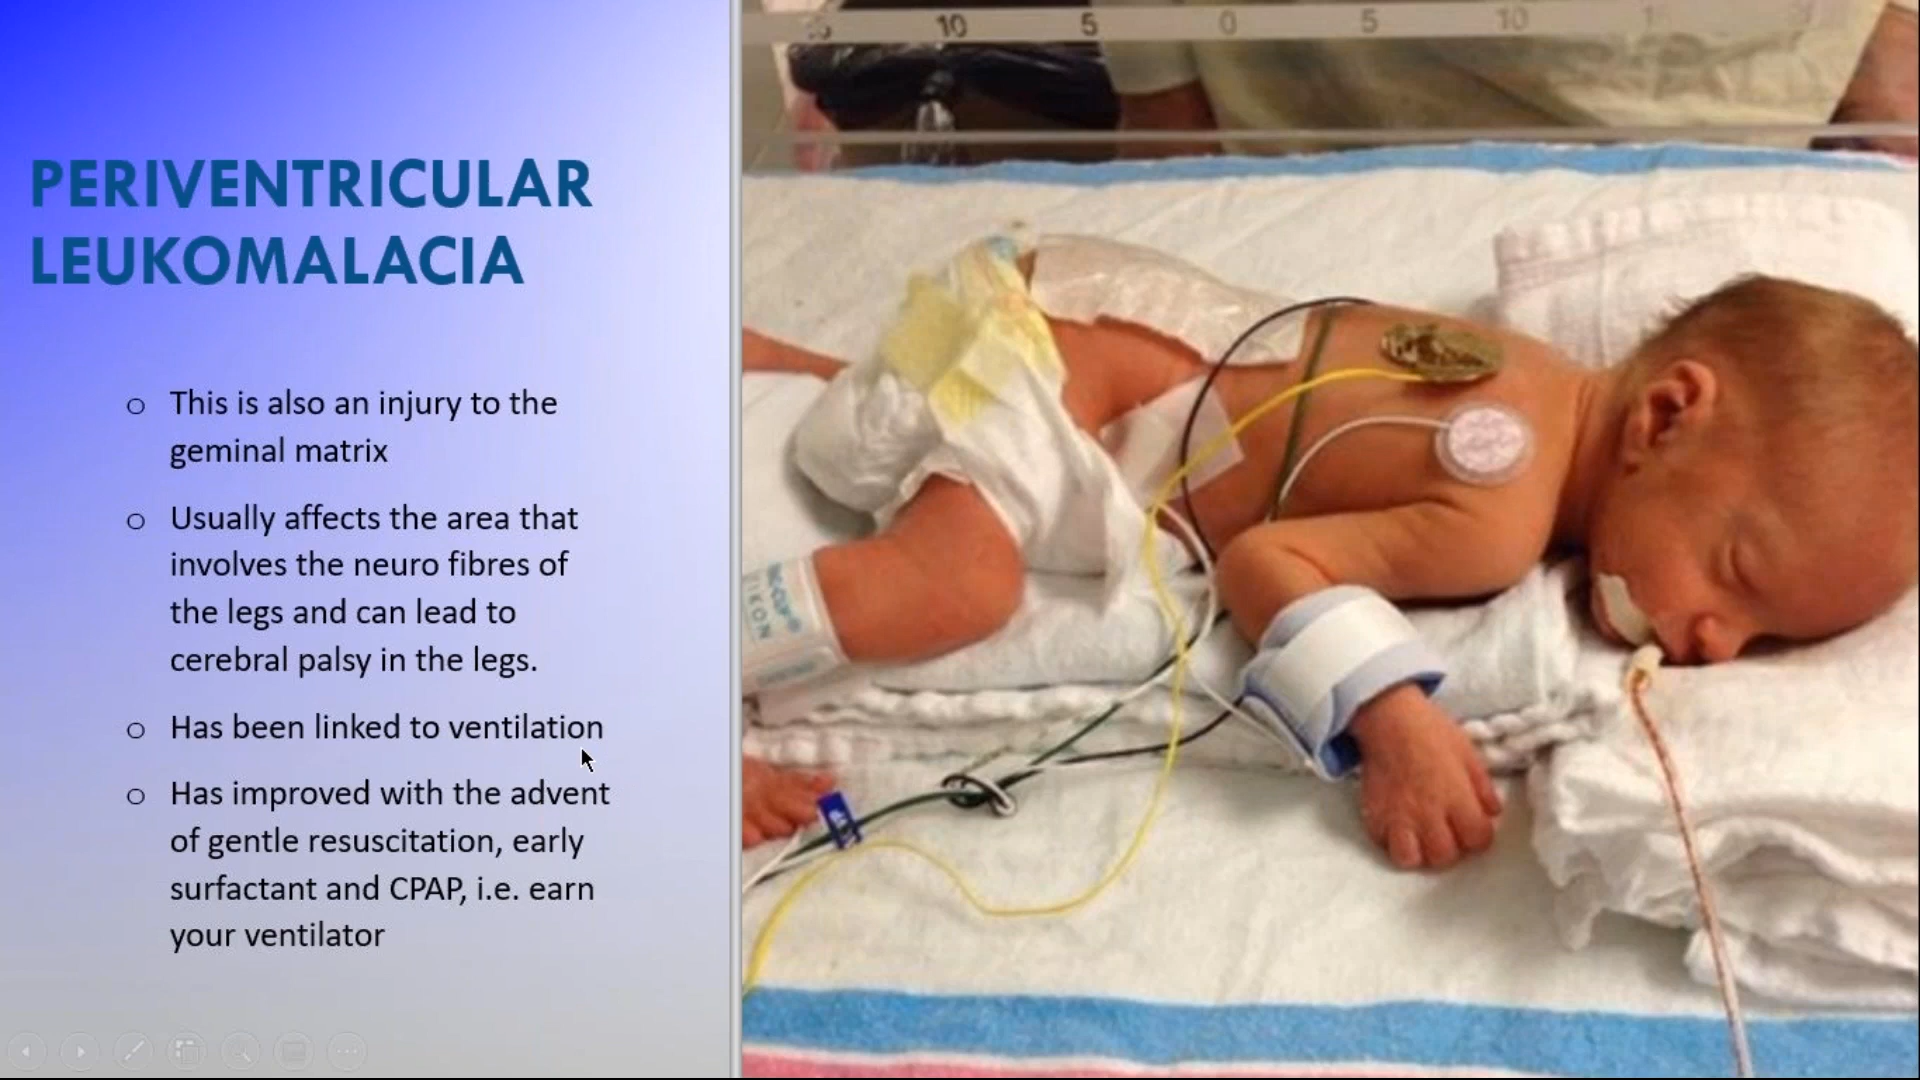 10 5 0 5 10
PERIVENTRICULAR
LEUKOMALACIA
This is also an injury to the
geminal matrix
Usually affects the area that
involves the neuro fibres of
the legs and can lead to
cerebral palsy in the legs.
Has been linked to ventilation
Has improved with the advent
of gentle resuscitation, early
surfactant and CPAP, i.e. earn
your ventilator